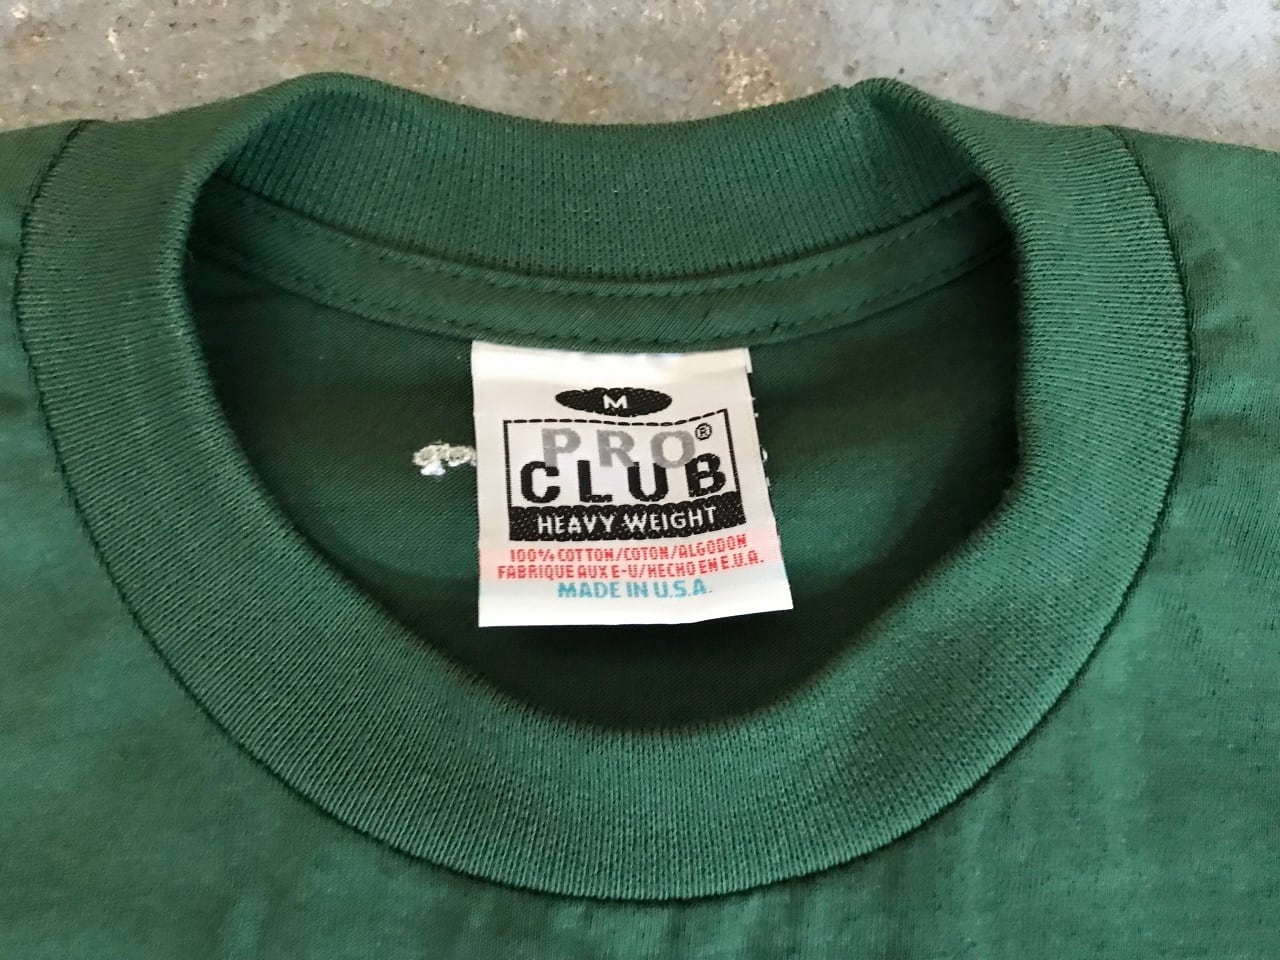 M
PRO®
CLUB
HEAVY WEIGHT
100% COTTON/COTON/ALGODON
FABRIQUE AUX E-U/HECHO EN E.U.A.
MADE IN U.S.A.